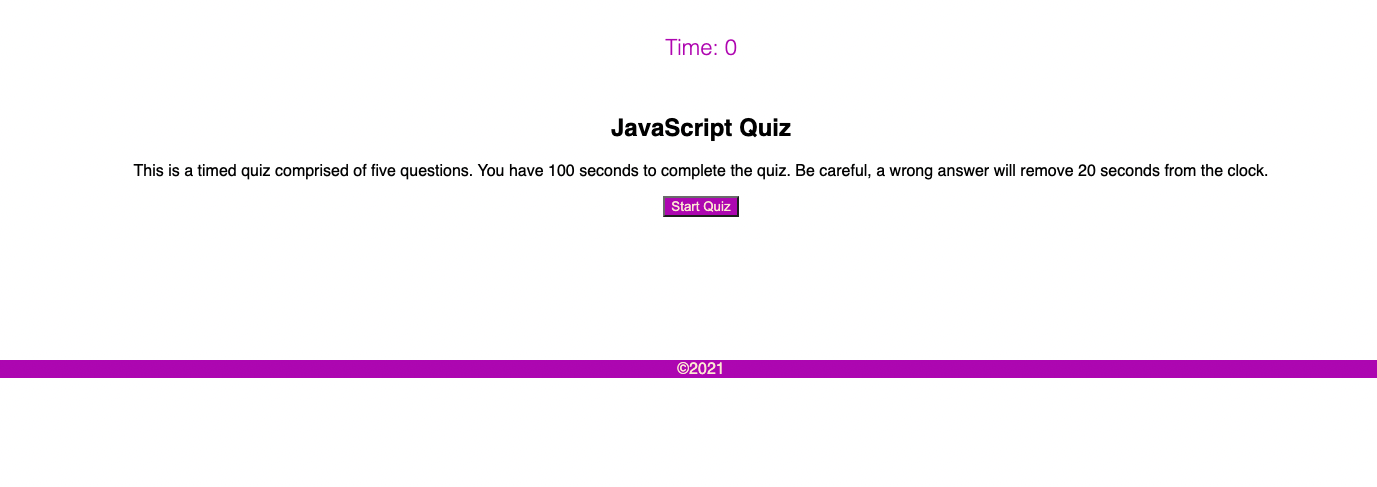 Time: 0
JavaScript Quiz
This is a timed quiz comprised of five questions. You have 100 seconds to complete the quiz. Be careful, a wrong answer will remove 20 seconds from the clock.
Start Quiz
©2021